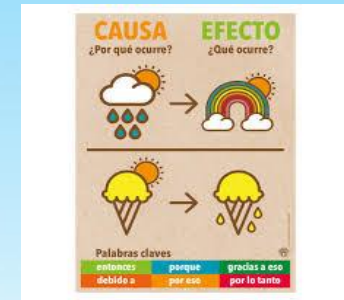 CAUSA EFECTO
¿Por qué ocurre? ¿Qué ocurre?
Palabras claves
entonces porque gracias a eso
debido a por eso por lo tanto